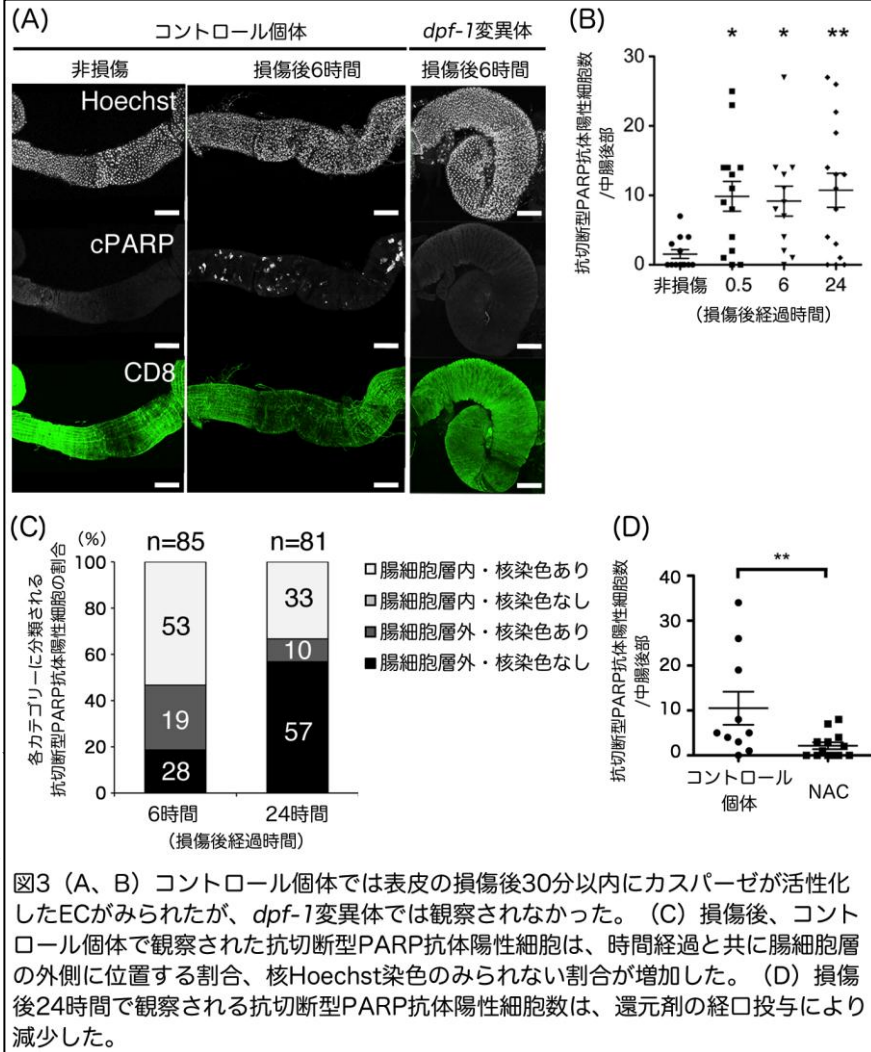 (A)
コントロール個体
dpf-1変異体
非損傷
損傷後6時間
損傷後6時間
Hoechst
cPARP
CD8
(B)
抗切断型PARP抗体陽性細胞数
/中腸後部
* * **
30
20
10
0
非損傷 0.5 6 24
（損傷後経過時間）
(C)
各カテゴリーに分類される
抗切断型PARP抗体陽性細胞の割合
(%)
n=85 n=81
100
80
60
40
20
0
53
19
28
33
10
57
6時間 24時間
（損傷後経過時間）
腸細胞層内・核染色あり
腸細胞層内・核染色なし
腸細胞層外・核染色あり
腸細胞層外・核染色なし
(D)
抗切断型PARP抗体陽性細胞数
/中腸後部
**
40
30
20
10
0
コントロール
個体
NAC
図3（A、B）コントロール個体では表皮の損傷後30分以内にカスパーゼが活性化
したECがみられたが、dpf-1変異体では観察されなかった。（C）損傷後、コント
ロール個体で観察された抗切断型PARP抗体陽性細胞は、時間経過と共に腸細胞層
の外側に位置する割合、核Hoechst染色のみられない割合が増加した。（D）損傷
後24時間で観察される抗切断型PARP抗体陽性細胞数は、還元剤の経口投与により
減少した。